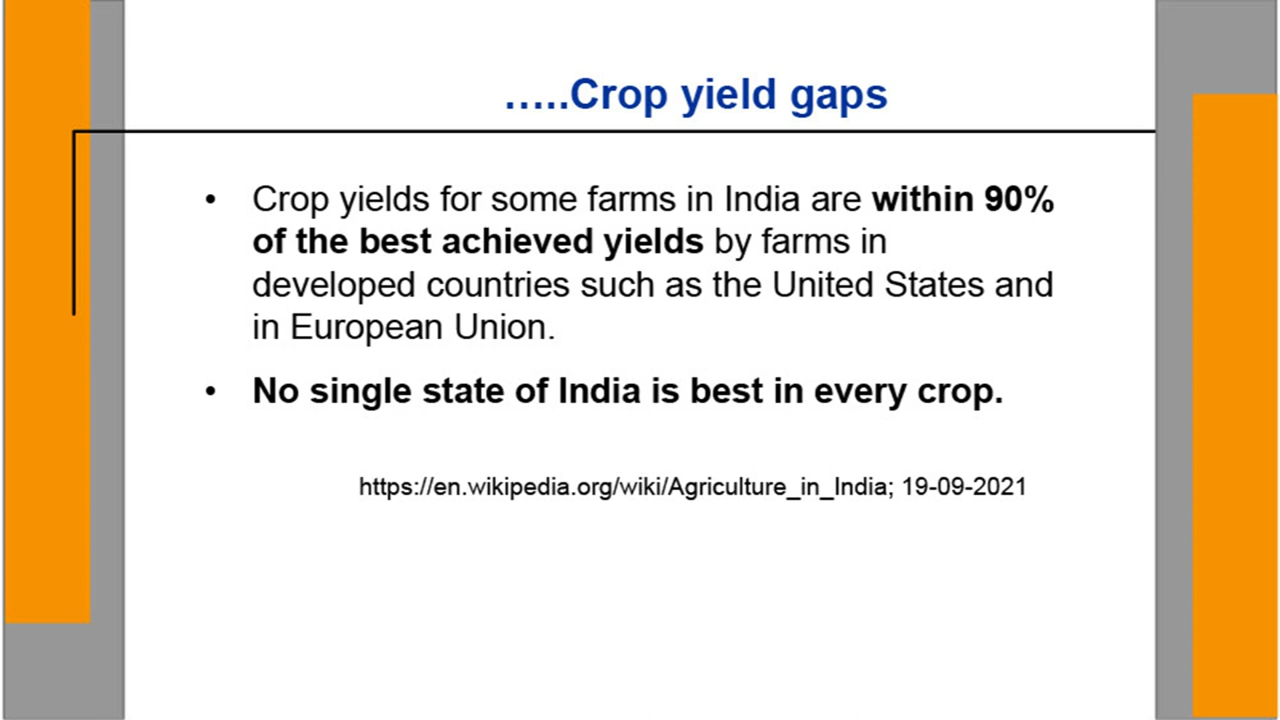 …..Crop yield gaps
• Crop yields for some farms in India are within 90%
of the best achieved yields by farms in
developed countries such as the United States and
in European Union.
• No single state of India is best in every crop.
https://en.wikipedia.org/wiki/Agriculture_in_India; 19-09-2021